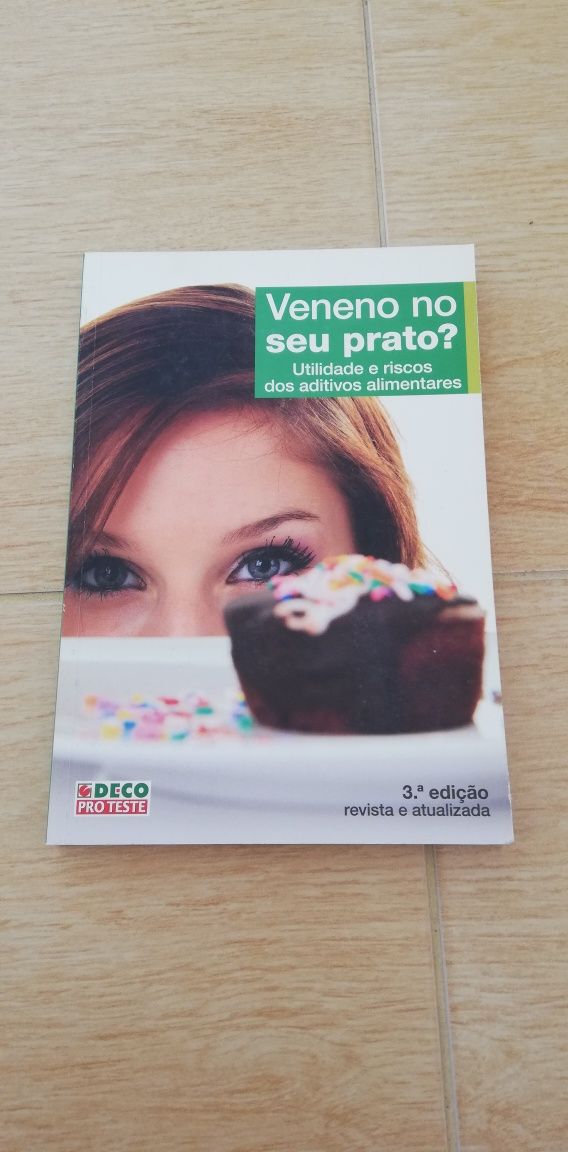 Veneno no
seu prato?
Utilidade e riscos
dos aditivos alimentares
DECO
PRO TESTE
3.ª edição
revista e atualizada